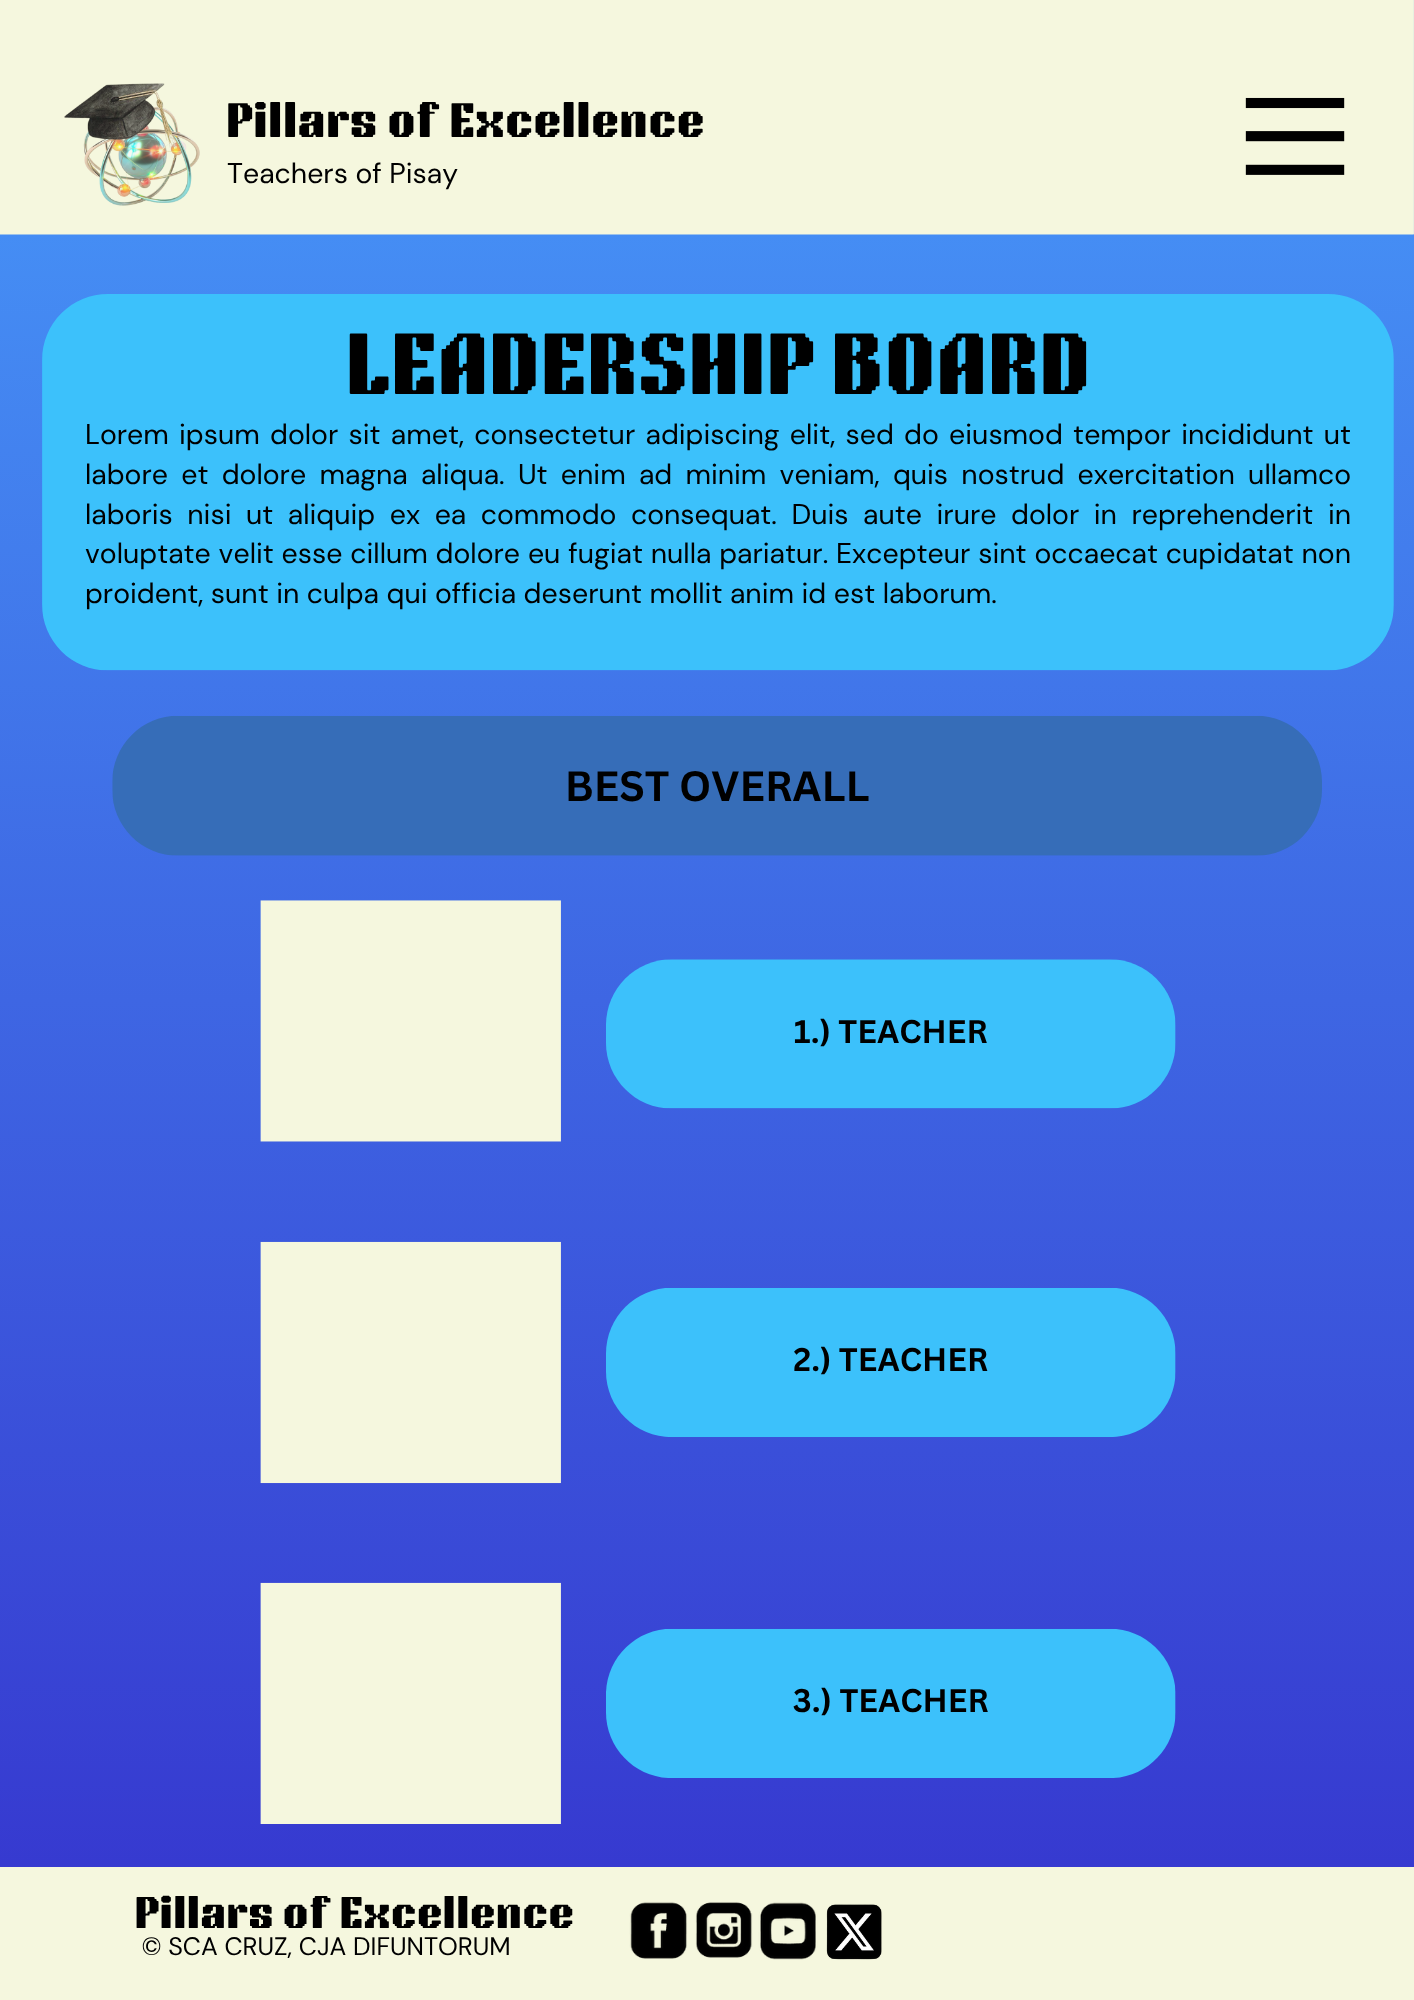 Pillars of Excellence
Teachers of Pisay
LEADERSHIP BOARD
Lorem ipsum dolor sit amet, consectetur adipiscing elit, sed do eiusmod tempor incididunt ut
labore et dolore magna aliqua. Ut enim ad minim veniam, quis nostrud exercitation ullamco
laboris nisi ut aliquip ex ea commodo consequat. Duis aute irure dolor in reprehenderit in
voluptate velit esse cillum dolore eu fugiat nulla pariatur. Excepteur sint occaecat cupidatat non
proident, sunt in culpa qui officia deserunt mollit anim id est laborum.
BEST OVERALL
1.) TEACHER
2.) TEACHER
3.) TEACHER
Pillars of Excellence
© SCA CRUZ, CJA DIFUNTORUM